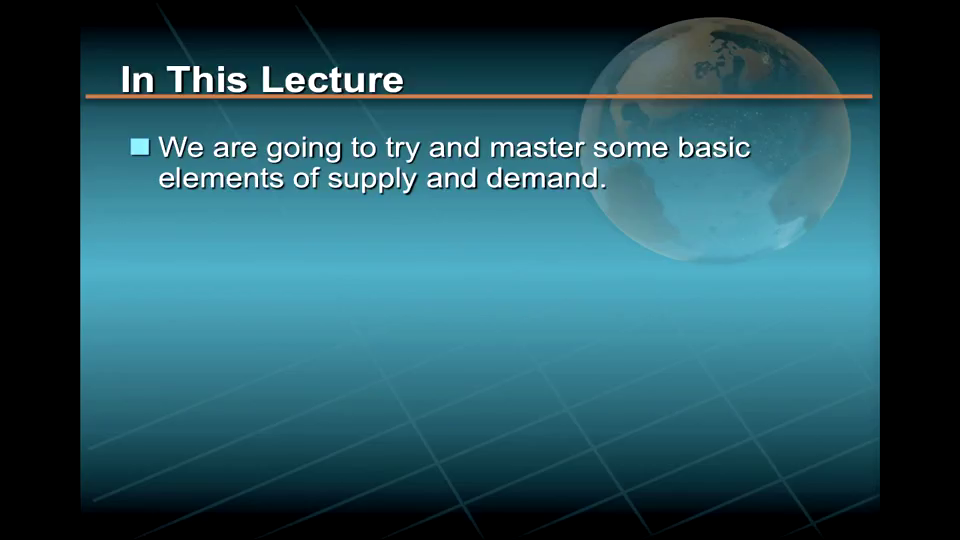 In This Lecture
We are going to try and master some basic
elements of supply and demand.